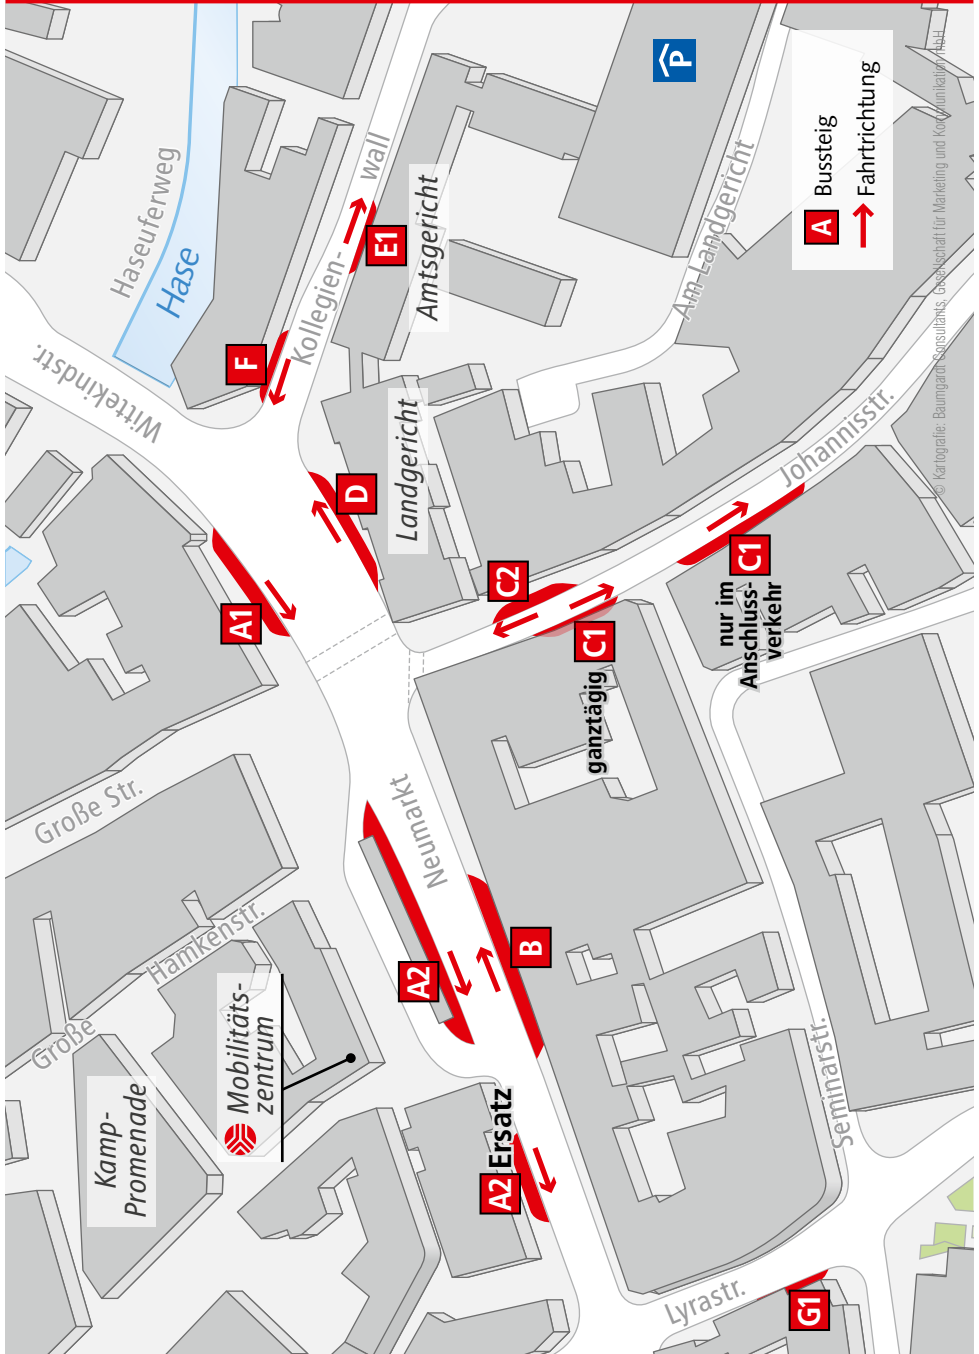 Haseuferweg
Hase
Wittekindstr.
Kollegien-
wall
P
E1
Amtsgericht
F
Am Landgericht
A Bussteig
Fahrtrichtung
© Kartografie: Baumgardt Consultants, Gesellschaft für Marketing und Kommunikation mbH
Landgericht
D
A1
C2
C1
ganztägig
Johannisstr.
C1
nur im
Anschluss-
verkehr
Große Str.
Neumarkt
Große
Hamkenstr.
Mobilitäts-
zentrum
Kamp-
Promenade
A2
B
A2 Ersatz
Seminarstr.
Lyrastr.
G1